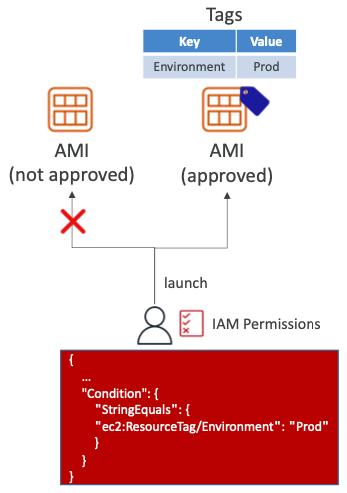 Tags
Key Value
Environment Prod
AMI
(not approved)
AMI
(approved)
launch
IAM Permissions
{
...
"Condition": {
"StringEquals": {
"ec2:ResourceTag/Environment": "Prod"
}
}
}